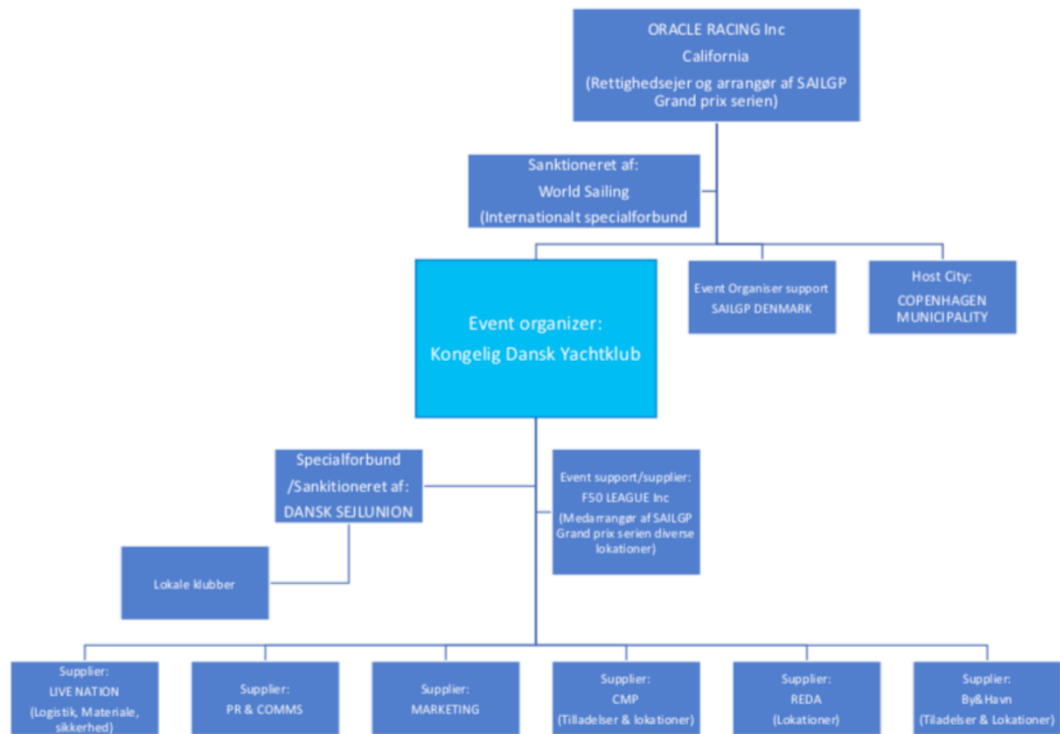 ORACLE RACING Inc
California
(Rettighedsejer og arrangør af SAILGP
Grand prix serien)
Sanktioneret af:
World Sailing
(Internationalt specialforbund
Event organizer:
Kongelig Dansk Yachtklub
Event Organiser support
SAILGP DENMARK
Host City:
COPENHAGEN
MUNICIPALITY
Specialforbund
/Sankitioneret af:
DANSK SEJLUNION
Event support/supplier:
F50 LEAGUE Inc
(Medarrangør af SAILGP
Grand prix serien diverse
lokationer)
Lokale klubber
Supplier:
LIVE NATION
(Logistik, Materiale,
sikkerhed)
Supplier:
PR & COMMS
Supplier:
MARKETING
Supplier:
CMP
(Tilladelser & lokationer)
Supplier:
REDA
(Lokationer)
Supplier:
By&Havn
(Tiladelser & Lokationer)